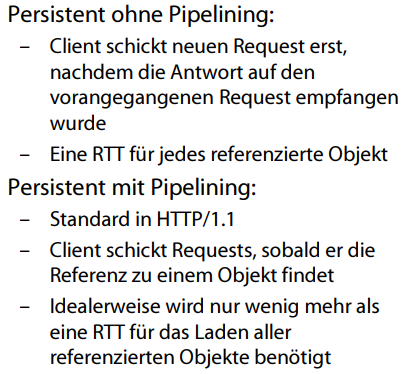 Persistent ohne Pipelining:
– Client schickt neuen Request erst,
nachdem die Antwort auf den
vorangegangenen Request empfangen
wurde
– Eine RTT für jedes referenzierte Objekt
Persistent mit Pipelining:
– Standard in HTTP/1.1
– Client schickt Requests, sobald er die
Referenz zu einem Objekt findet
– Idealerweise wird nur wenig mehr als
eine RTT für das Laden aller
referenzierten Objekte benötigt